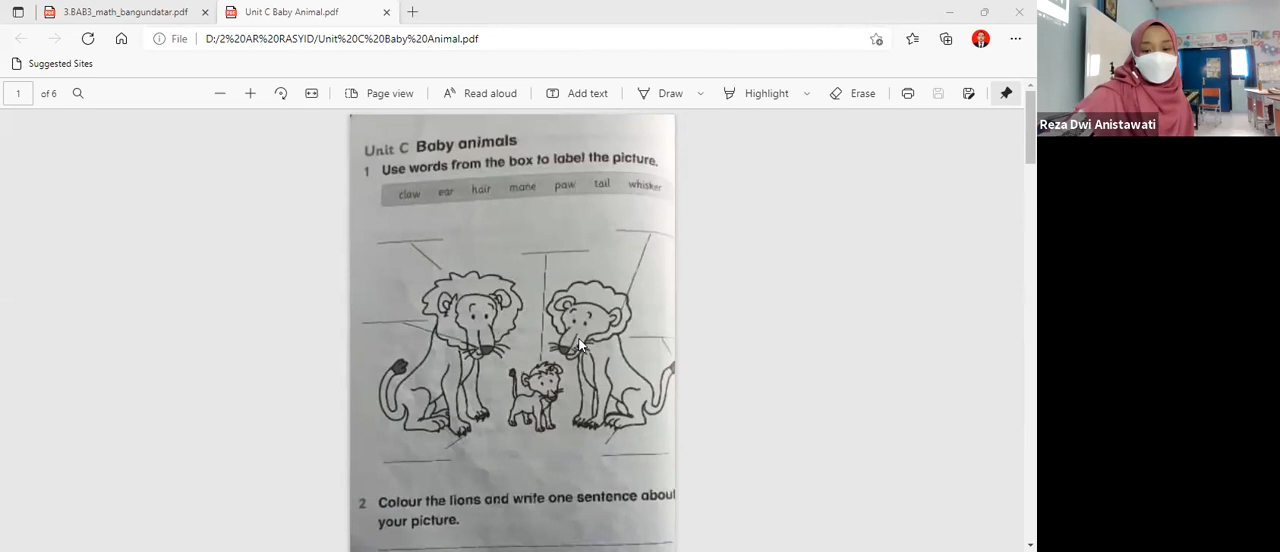 3.BAB3_math_bangundatar.pdf
Unit C Baby Animal.pdf
File D:/2%20AR%20RASYID/Unit%20C%20Baby%20Animal.pdf
Suggested Sites
1 of 6 Page view Read aloud Add text Draw Highlight Erase
Reza Dwi Anistawati
Unit C Baby animals
1 Use words from the box to label the picture.
claw ear hair mane paw tail whisker
2 Colour the lions and write one sentence about
your picture.